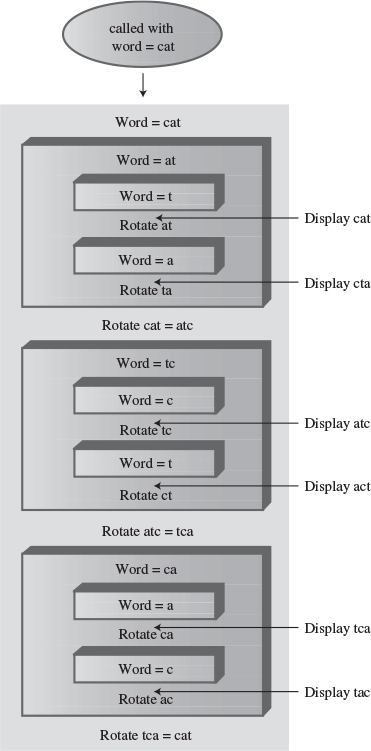 called with
word = cat
Word = cat
Word = at
Word = t
Rotate at
Display cat
Word = a
Rotate ta
Display cta
Rotate cat = atc
Word = tc
Word = c
Rotate tc
Display atc
Word = t
Rotate ct
Display act
Rotate atc = tca
Word = ca
Word = a
Rotate ca
Display tca
Word = c
Rotate ac
Display tac
Rotate tca = cat